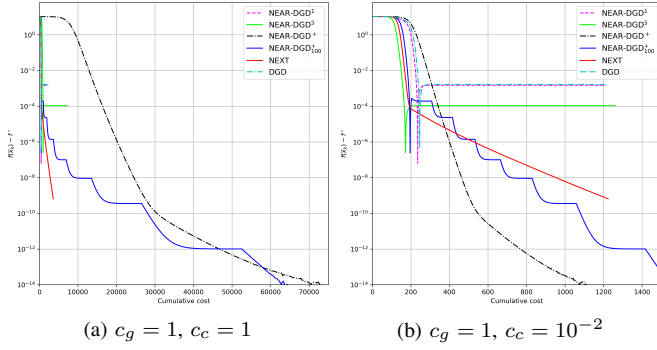 NEAR-DGD¹
NEAR-DGD⁵
NEAR-DGD⁺
NEAR-DGD⁺₁₀₀
NEXT
DGD
10⁰
10⁻²
10⁻⁴
10⁻⁶
10⁻⁸
10⁻¹⁰
10⁻¹²
10⁻¹⁴
f(x̄ₖ) − f*
0 10000 20000 30000 40000 50000 60000 70000
Cumulative cost
(a) c_g = 1, c_c = 1
NEAR-DGD¹
NEAR-DGD⁵
NEAR-DGD⁺
NEAR-DGD⁺₁₀₀
NEXT
DGD
10⁰
10⁻²
10⁻⁴
10⁻⁶
10⁻⁸
10⁻¹⁰
10⁻¹²
10⁻¹⁴
f(x̄ₖ) − f*
0 200 400 600 800 1000 1200 1400
Cumulative cost
(b) c_g = 1, c_c = 10⁻²